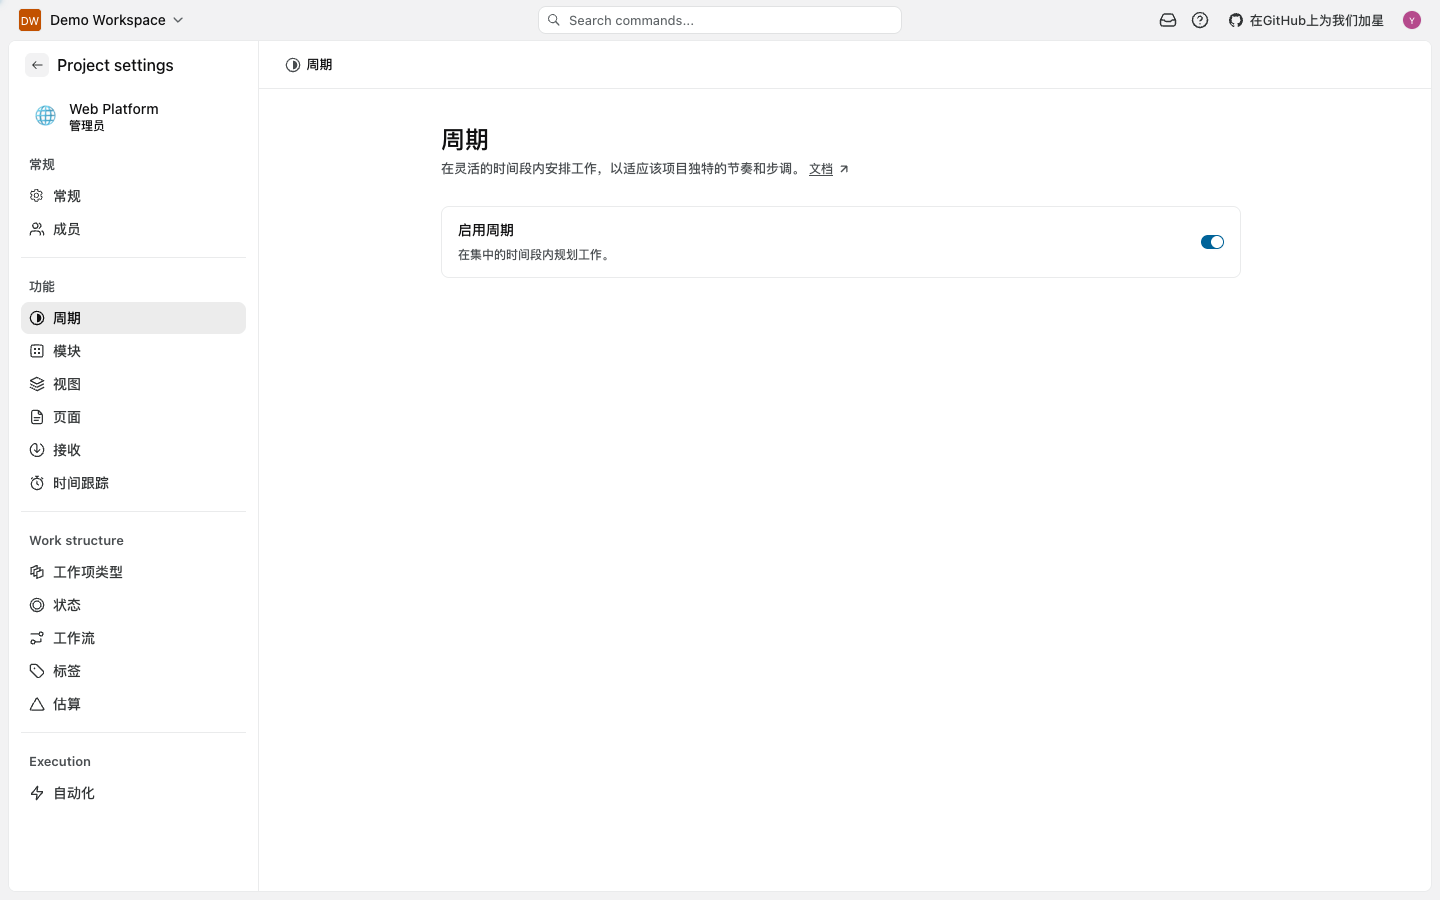 DW Demo Workspace
Search commands...
在GitHub上为我们加星
Y
Project settings
Web Platform
管理员
常规
常规
成员
功能
周期
模块
视图
页面
接收
时间跟踪
Work structure
工作项类型
状态
工作流
标签
估算
Execution
自动化
周期
周期
在灵活的时间段内安排工作，以适应该项目独特的节奏和步调。 文档
启用周期
在集中的时间段内规划工作。